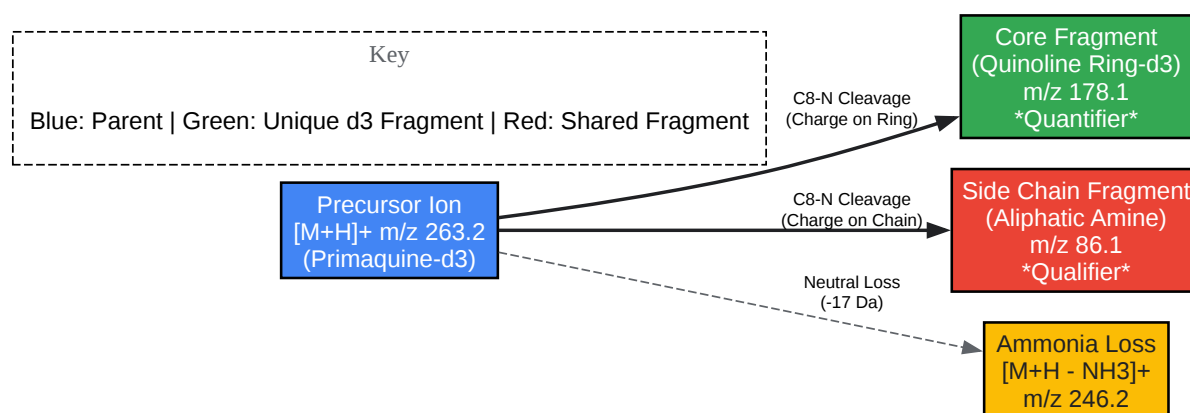 Key
Blue: Parent | Green: Unique d3 Fragment | Red: Shared Fragment
Precursor Ion
[M+H]+ m/z 263.2
(Primaquine-d3)
C8-N Cleavage
(Charge on Ring)
Core Fragment
(Quinoline Ring-d3)
m/z 178.1
*Quantifier*
C8-N Cleavage
(Charge on Chain)
Side Chain Fragment
(Aliphatic Amine)
m/z 86.1
*Qualifier*
Neutral Loss
(-17 Da)
Ammonia Loss
[M+H - NH3]+
m/z 246.2